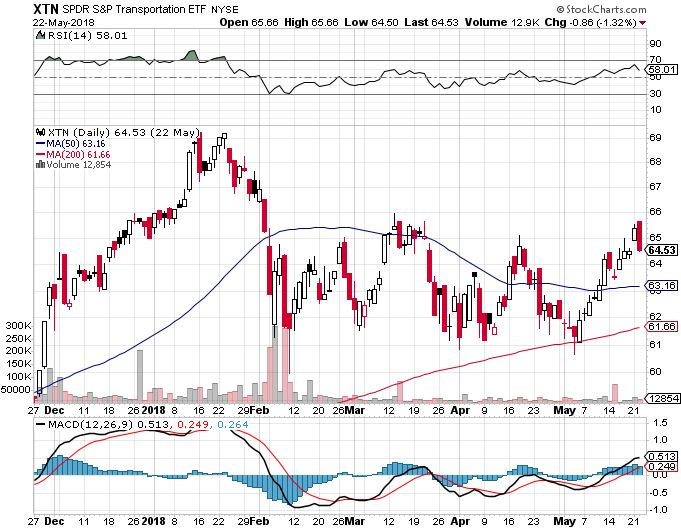 XTN SPDR S&P Transportation ETF NYSE © StockCharts.com
22-May-2018 Open 65.66 High 65.66 Low 64.50 Last 64.53 Volume 12.9K Chg -0.86 (-1.32%)
RSI(14) 58.01
90
70
58.01
50
30
10
XTN (Daily) 64.53 (22 May)
MA(50) 63.16
MA(200) 61.66
Volume 12,854
69
68
67
66
65
64.53
64
63.16
61.66
61
60
300K
250K
200K
150K
100K
50000
12854
27 Dec 11 18 2018 8 16 22 29 Feb 12 20 26 Mar 12 19 26 Apr 9 16 23 May 7 14 21
MACD(12,26,9) 0.513, 0.249, 0.264
1.5
1.0
0.513
0.249
0.0
-0.5
-1.0
27 Dec 11 18 2018 8 16 22 29 Feb 12 20 26 Mar 12 19 26 Apr 9 16 23 May 7 14 21